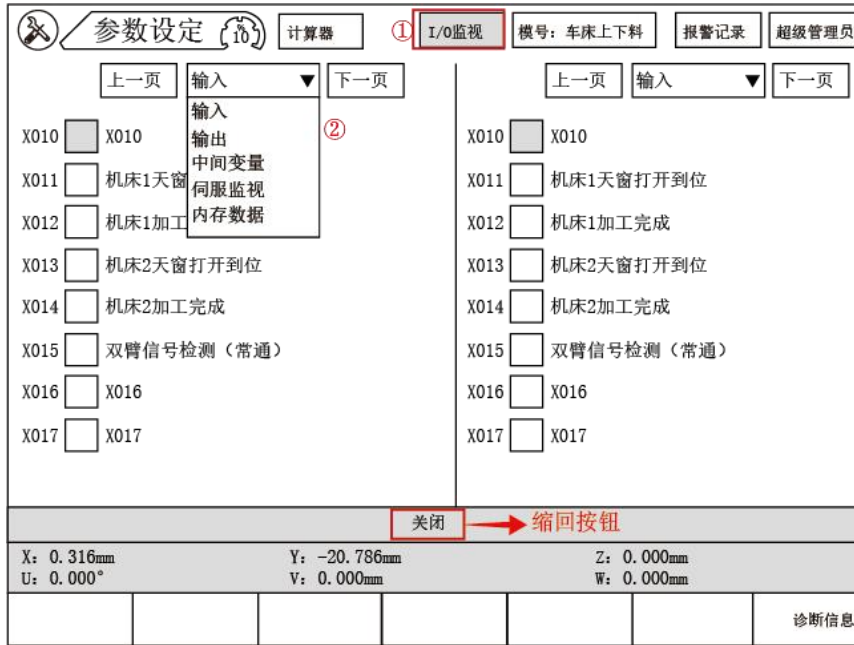 参数设定 10 计算器 ① I/O监视 模号：车床上下料 报警记录 超级管理员
上一页 输入 ▼ 下一页 上一页 输入 ▼ 下一页
输入
输出 ②
中间变量
伺服监视
内存数据
X010 X010 X010 X010
X011 机床1天窗 X011 机床1天窗打开到位
X012 机床1加工 X012 机床1加工完成
X013 机床2天窗打开到位 X013 机床2天窗打开到位
X014 机床2加工完成 X014 机床2加工完成
X015 双臂信号检测（常通） X015 双臂信号检测（常通）
X016 X016 X016 X016
X017 X017 X017 X017
关闭 缩回按钮
X: 0.316mm Y: -20.786mm Z: 0.000mm
U: 0.000° V: 0.000mm W: 0.000mm
诊断信息